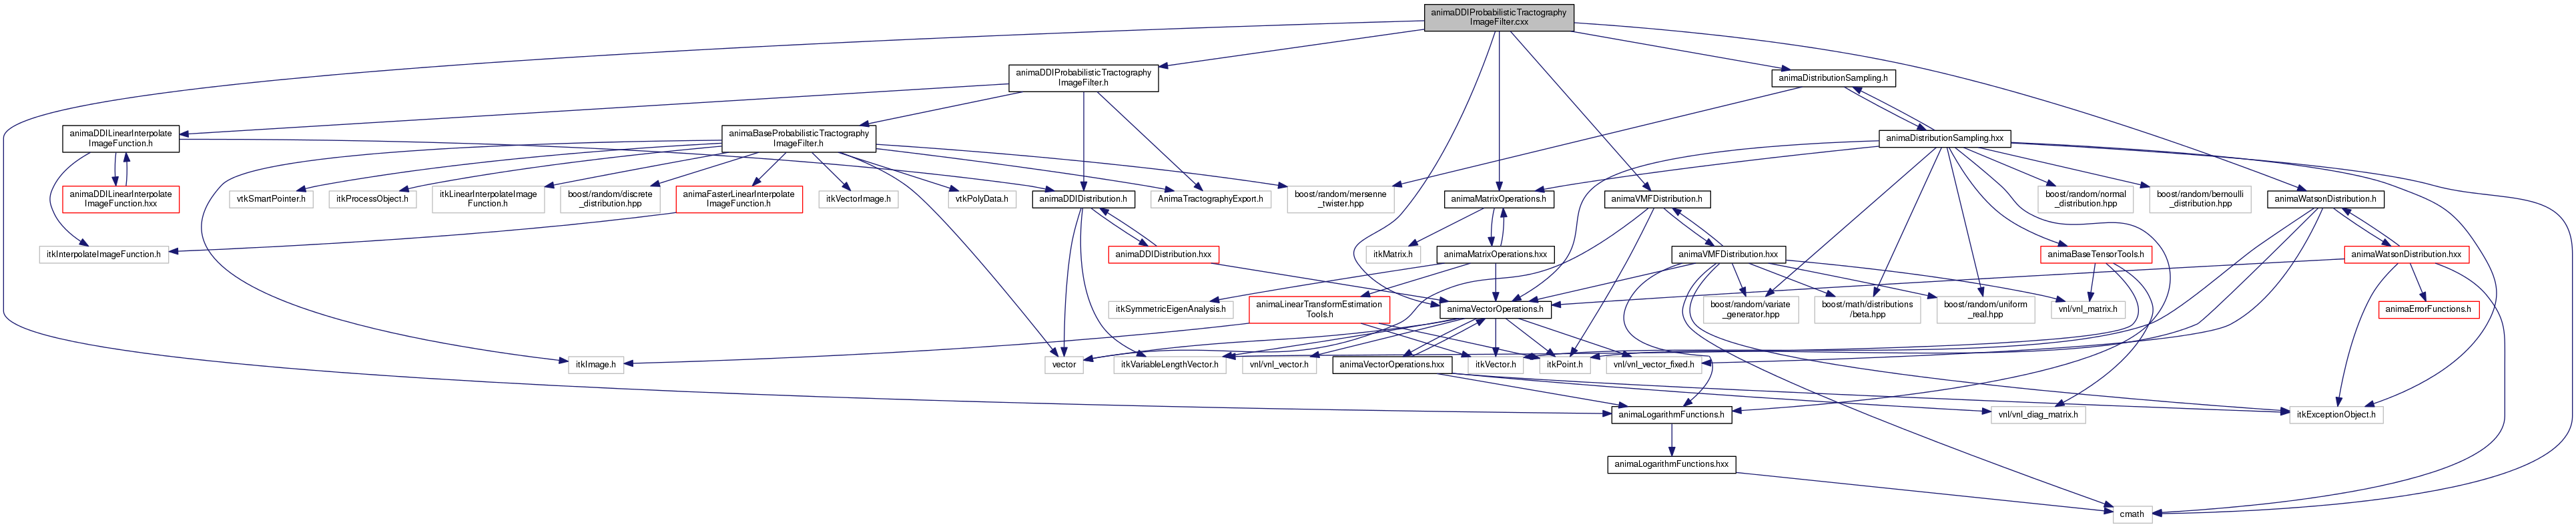 animaDDIProbabilisticTractography
ImageFilter.cxx
animaDDIProbabilisticTractography
ImageFilter.h
animaDistributionSampling.h
animaDDILinearInterpolate
ImageFunction.h
animaBaseProbabilisticTractography
ImageFilter.h
animaDistributionSampling.hxx
animaDDILinearInterpolate
ImageFunction.hxx
vtkSmartPointer.h
itkProcessObject.h
itkLinearInterpolateImage
Function.h
boost/random/discrete
_distribution.hpp
animaFasterLinearInterpolate
ImageFunction.h
itkVectorImage.h
vtkPolyData.h
animaDDIDistribution.h
AnimaTractographyExport.h
boost/random/mersenne
_twister.hpp
animaMatrixOperations.h
animaVMFDistribution.h
boost/random/normal
_distribution.hpp
boost/random/bernoulli
_distribution.hpp
animaWatsonDistribution.h
itkInterpolateImageFunction.h
animaDDIDistribution.hxx
itkMatrix.h
animaMatrixOperations.hxx
animaVMFDistribution.hxx
animaBaseTensorTools.h
animaWatsonDistribution.hxx
itkSymmetricEigenAnalysis.h
animaLinearTransformEstimation
Tools.h
animaVectorOperations.h
boost/random/variate
_generator.hpp
boost/math/distributions
/beta.hpp
boost/random/uniform
_real.hpp
vnl/vnl_matrix.h
animaErrorFunctions.h
itkImage.h
vector
itkVariableLengthVector.h
vnl/vnl_vector.h
animaVectorOperations.hxx
itkVector.h
itkPoint.h
vnl/vnl_vector_fixed.h
animaLogarithmFunctions.h
vnl/vnl_diag_matrix.h
itkExceptionObject.h
animaLogarithmFunctions.hxx
cmath